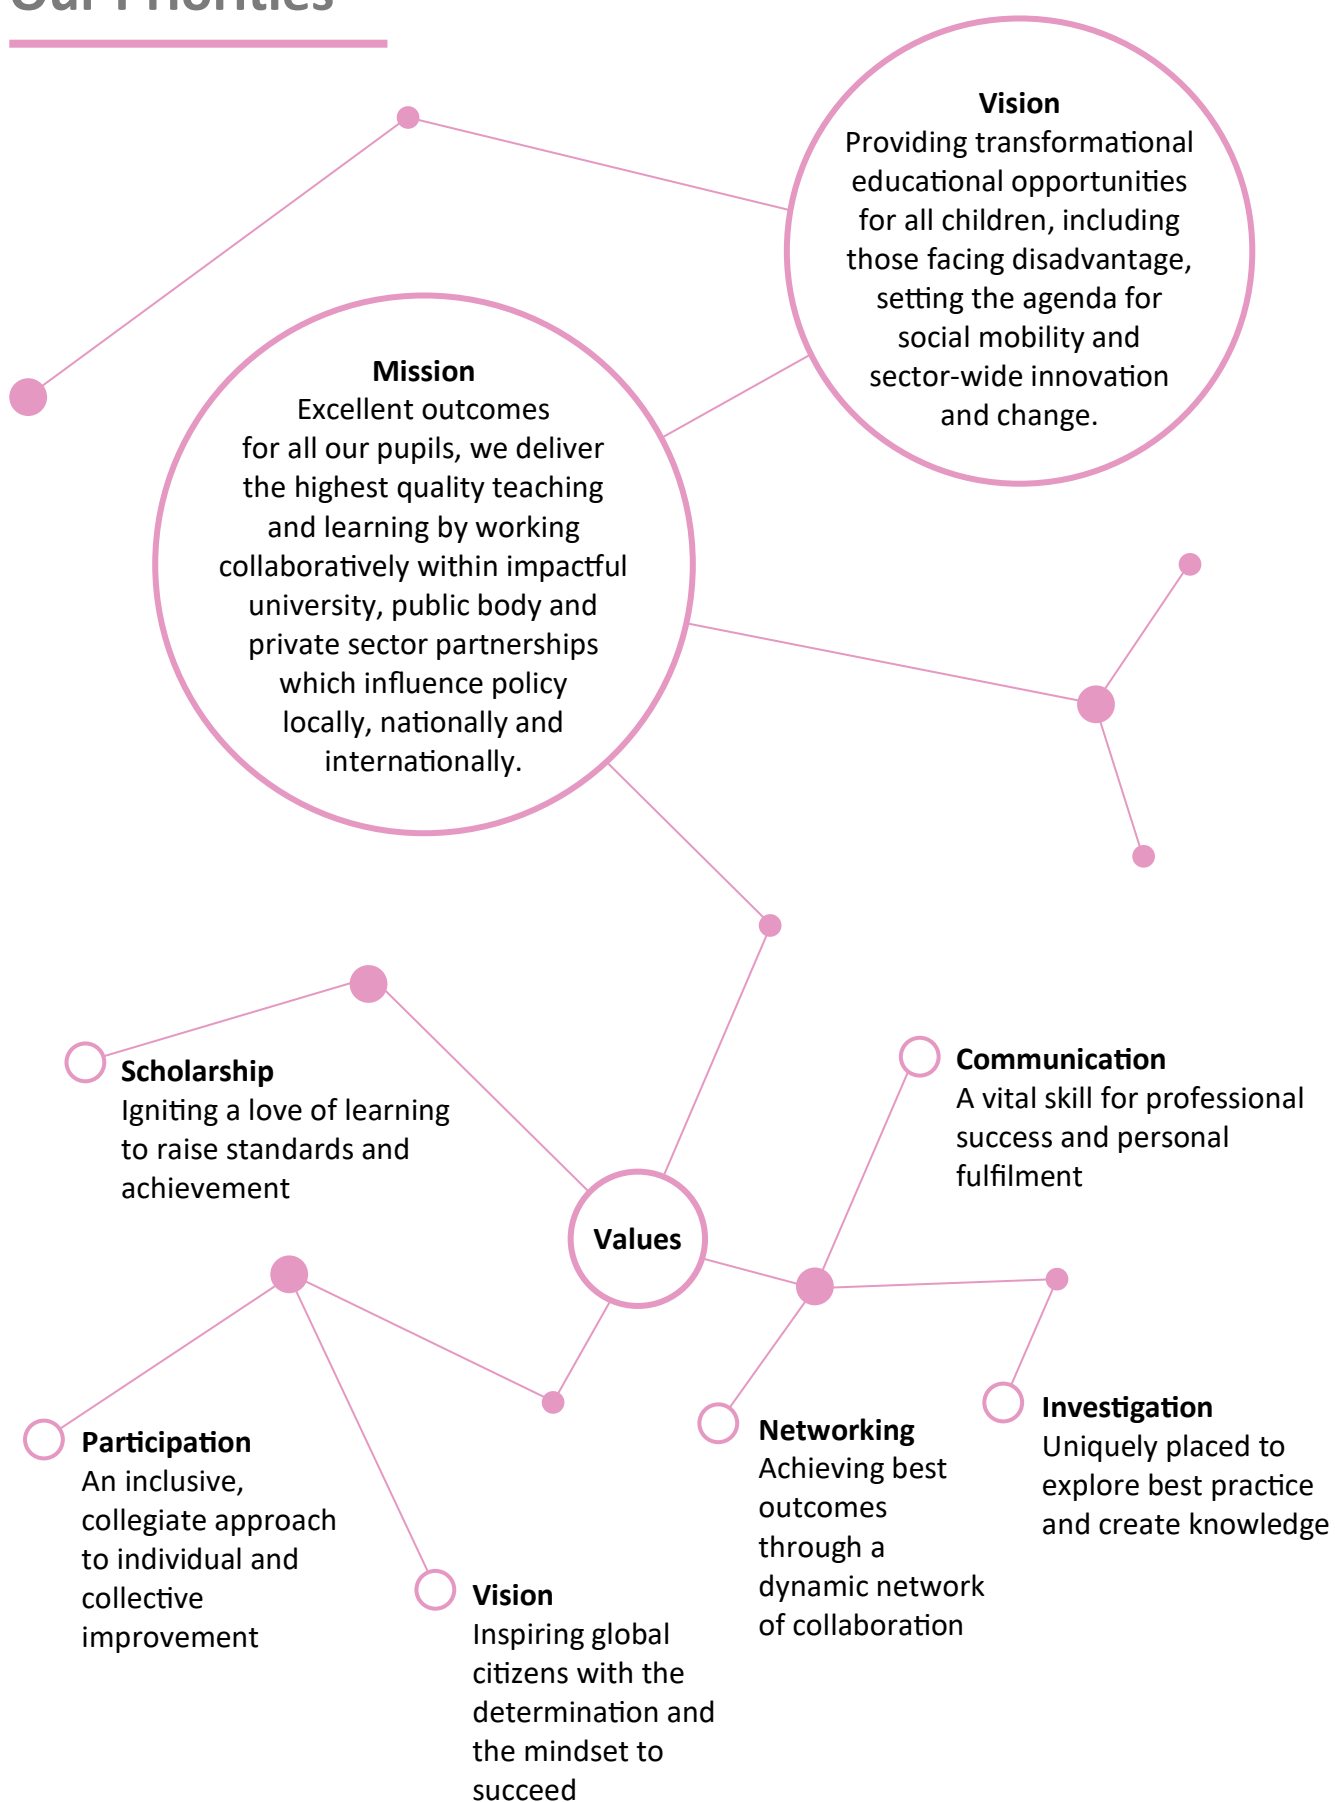 Our Priorities
Vision
Providing transformational
educational opportunities
for all children, including
those facing disadvantage,
setting the agenda for
social mobility and
sector-wide innovation
and change.
Mission
Excellent outcomes
for all our pupils, we deliver
the highest quality teaching
and learning by working
collaboratively within impactful
university, public body and
private sector partnerships
which influence policy
locally, nationally and
internationally.
Scholarship
Igniting a love of learning
to raise standards and
achievement
Communication
A vital skill for professional
success and personal
fulfilment
Values
Participation
An inclusive,
collegiate approach
to individual and
collective
improvement
Vision
Inspiring global
citizens with the
determination and
the mindset to
succeed
Networking
Achieving best
outcomes
through a
dynamic network
of collaboration
Investigation
Uniquely placed to
explore best practice
and create knowledge